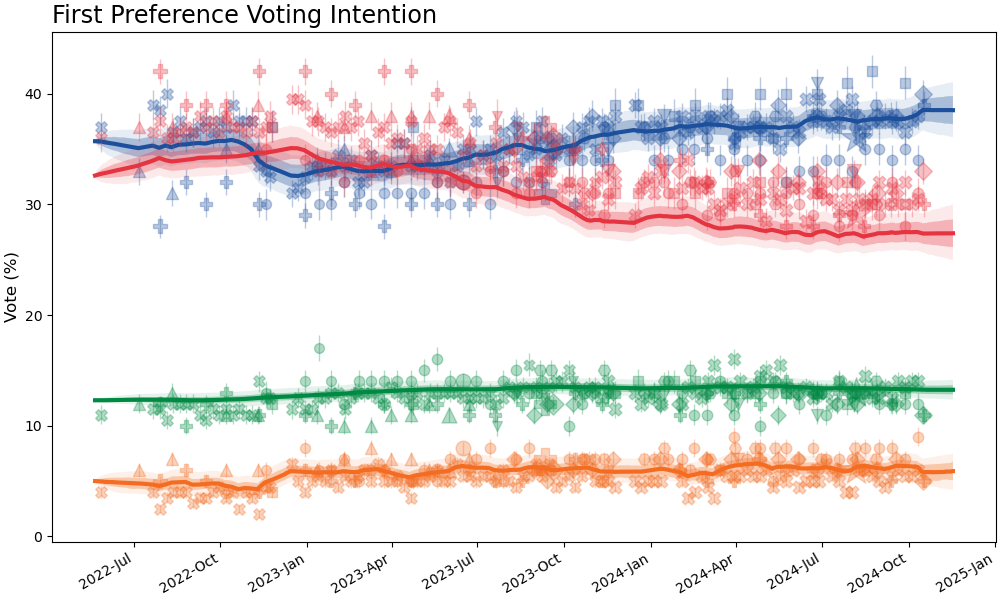 First Preference Voting Intention
Vote (%)
40
30
20
10
0
2022-Jul
2022-Oct
2023-Jan
2023-Apr
2023-Jul
2023-Oct
2024-Jan
2024-Apr
2024-Jul
2024-Oct
2025-Jan